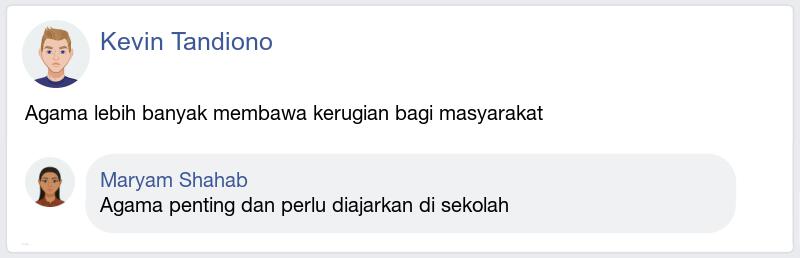 Kevin Tandiono
Agama lebih banyak membawa kerugian bagi masyarakat
Maryam Shahab
Agama penting dan perlu diajarkan di sekolah